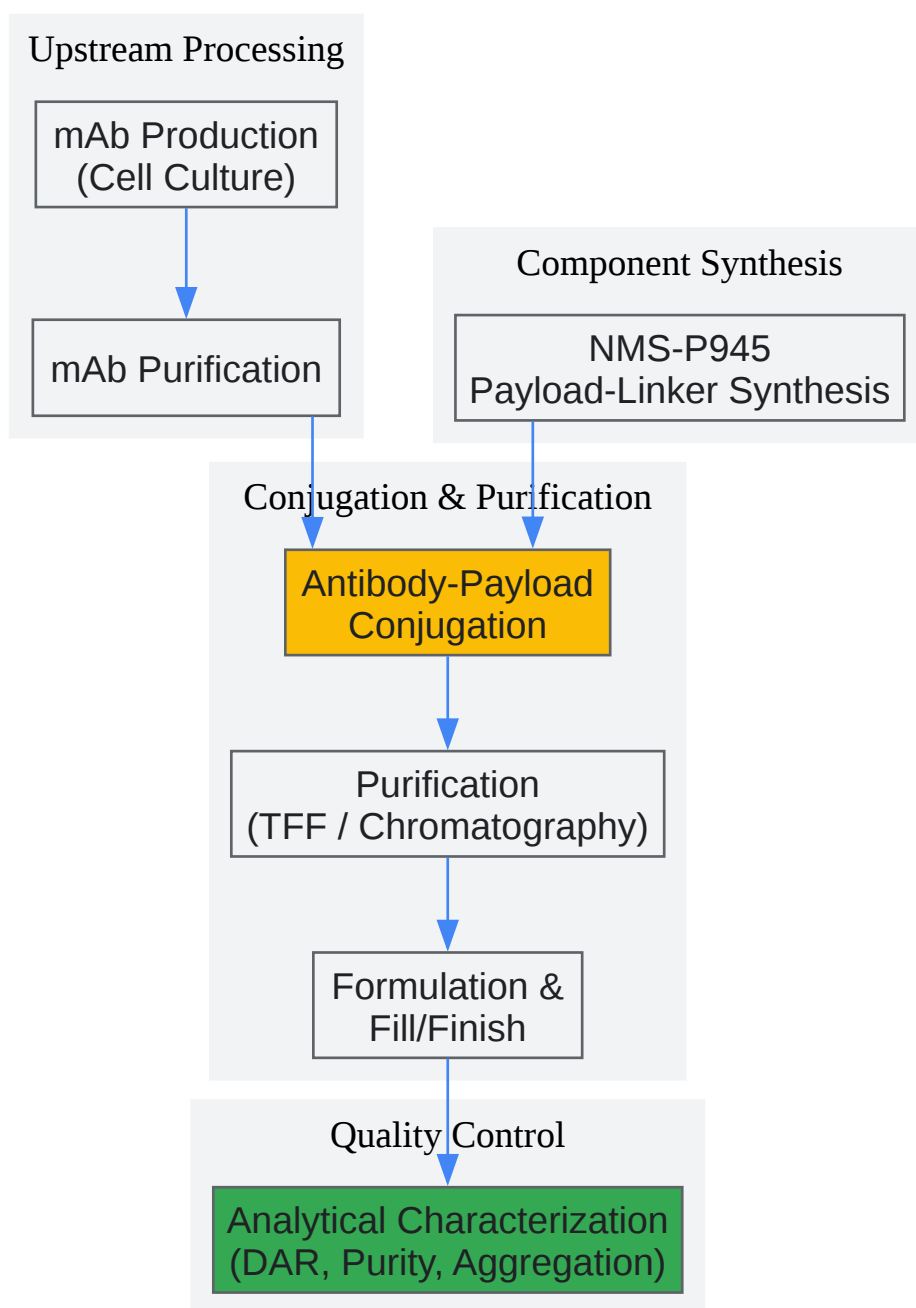 Upstream Processing
mAb Production
(Cell Culture)
mAb Purification
Component Synthesis
NMS-P945
Payload-Linker Synthesis
Conjugation & Purification
Antibody-Payload
Conjugation
Purification
(TFF / Chromatography)
Formulation &
Fill/Finish
Quality Control
Analytical Characterization
(DAR, Purity, Aggregation)